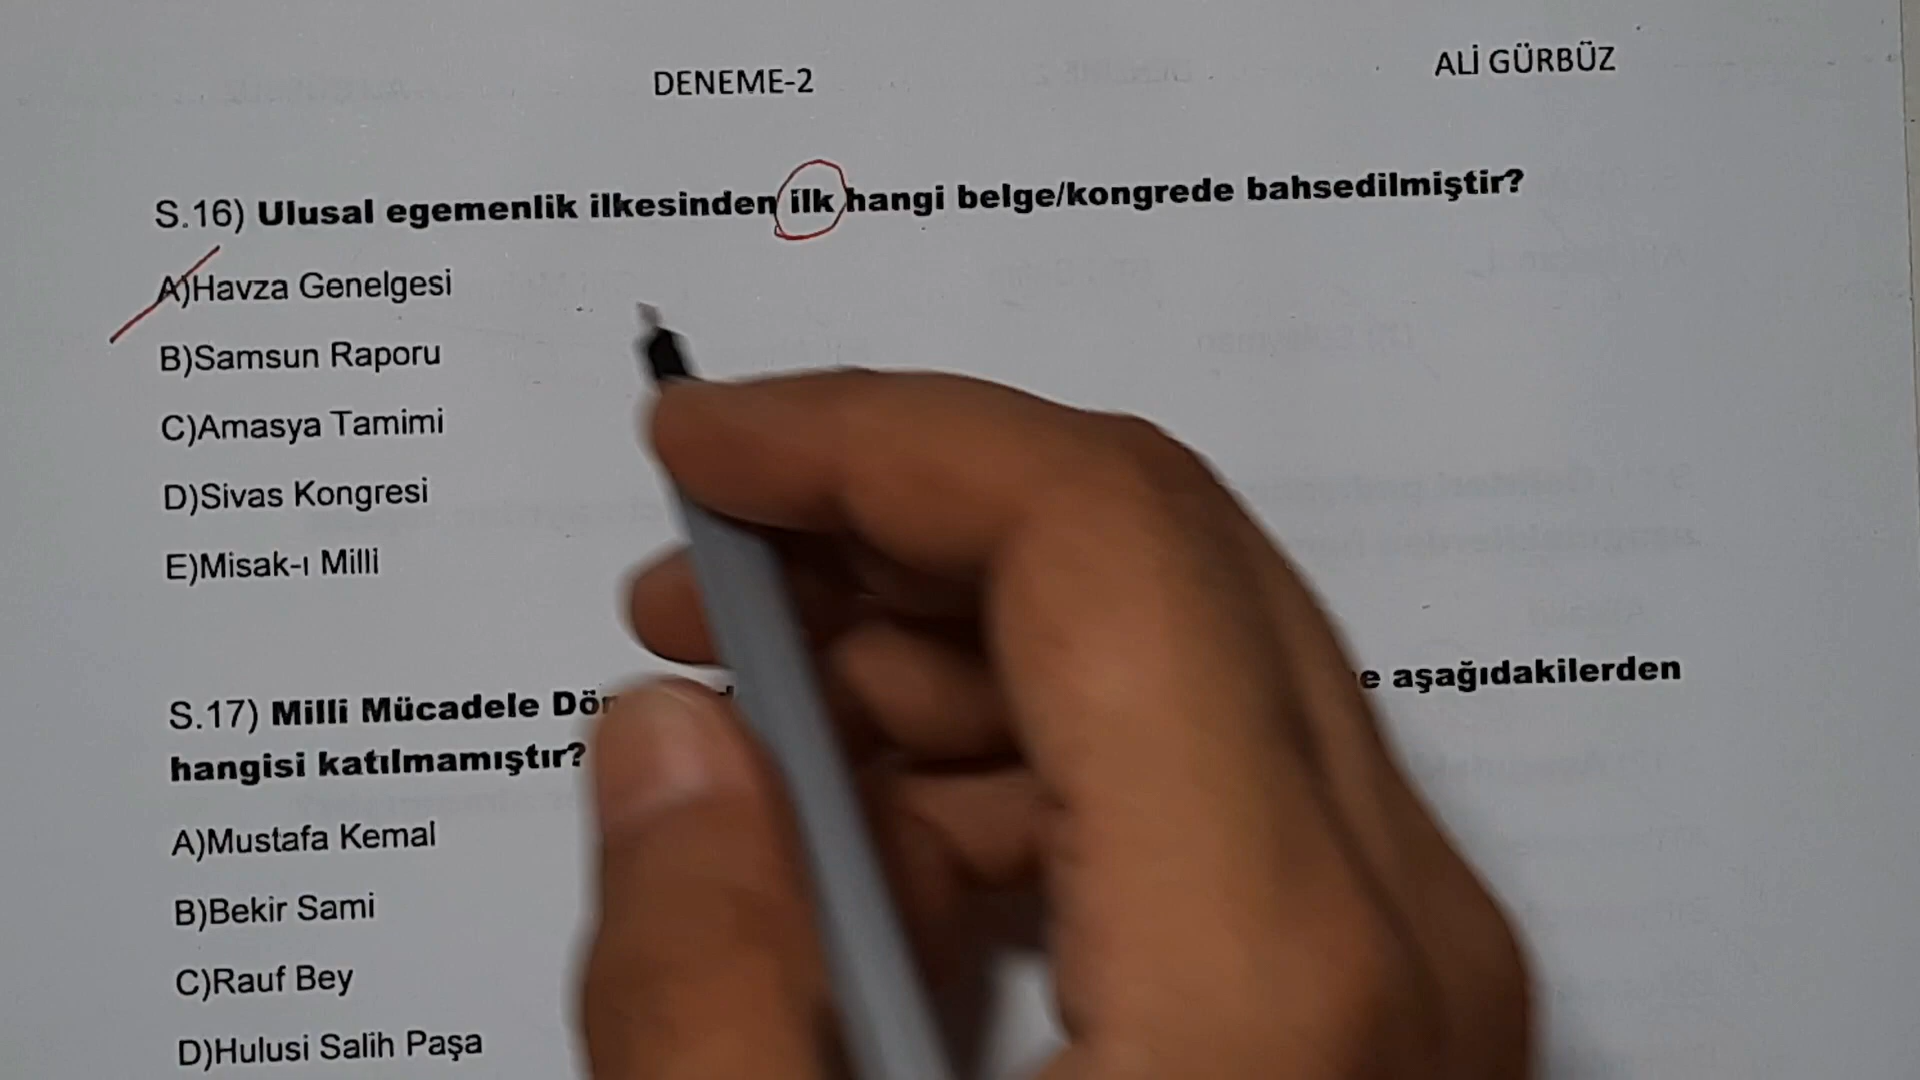 DENEME-2
ALİ GÜRBÜZ
S.16) Ulusal egemenlik ilkesinden ilk hangi belge/kongrede bahsedilmiştir?
A)Havza Genelgesi
B)Samsun Raporu
C)Amasya Tamimi
D)Sivas Kongresi
E)Misak-ı Milli
S.17) Milli Mücadele aşağıdakilerden
hangisi katılmamıştır?
A)Mustafa Kemal
B)Bekir Sami
C)Rauf Bey
D)Hulusi Salih Paşa